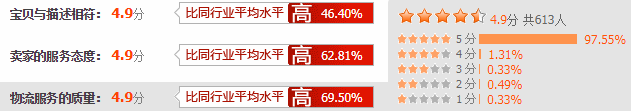 宝贝与描述相符：4.9分 比同行业平均水平 高 46.40%
卖家的服务态度：4.9分 比同行业平均水平 高 62.81%
物流服务的质量：4.9分 比同行业平均水平 高 69.50%
4.9分 共613人
5分 97.55%
4分 1.31%
3分 0.33%
2分 0.49%
1分 0.33%